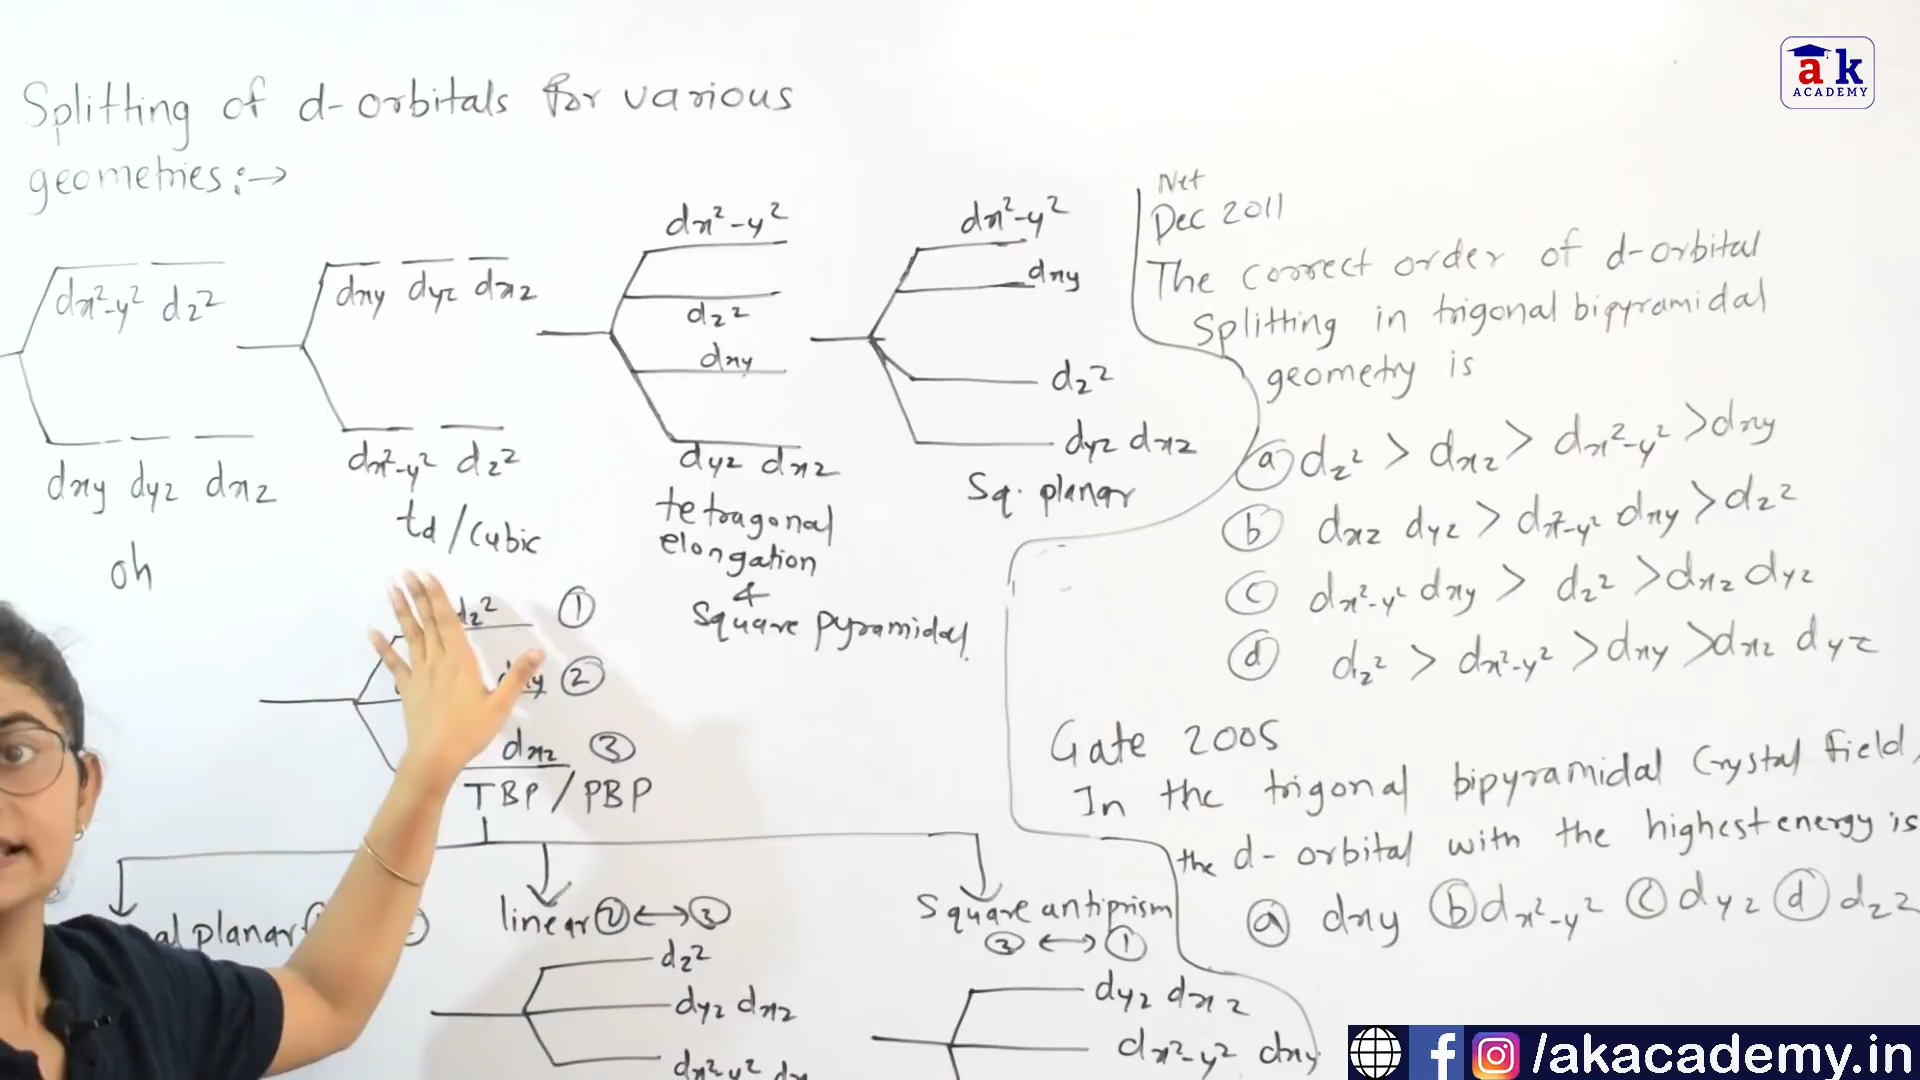 Splitting of d-orbitals for various
geometries:→
dx²-y² dz²
dxy dyz dxz
oh
dxy dyz dxz
dx²-y² dz²
td/cubic
dx²-y²
dz²
dxy
dyz dxz
tetragonal
elongation
&
square pyramidal
dx²-y²
dxy
dz²
dyz dxz
Sq. planar
dz² ①
②
dxz ③
TBP/PBP
al planar
linear ②↔③
dz²
dyz dxz
dx²-y²
Square antiprism
③ ↔ ①
dyz dxz
dx²-y² dxy
Net
Dec 2011
The correct order of d-orbital
Splitting in trigonal bipyramidal
geometry is
ⓐ dz² > dxz > dx²-y² > dxy
ⓑ dxz dyz > dx²-y² dxy > dz²
ⓒ dx²-y² dxy > dz² > dxz dyz
ⓓ dz² > dx²-y² > dxy > dxz dyz
Gate 2005
In the trigonal bipyramidal Crystal field,
the d-orbital with the highest energy is
ⓐ dxy ⓑ dx²-y² ⓒ dyz ⓓ dz²
ak
ACADEMY
/akacademy.in